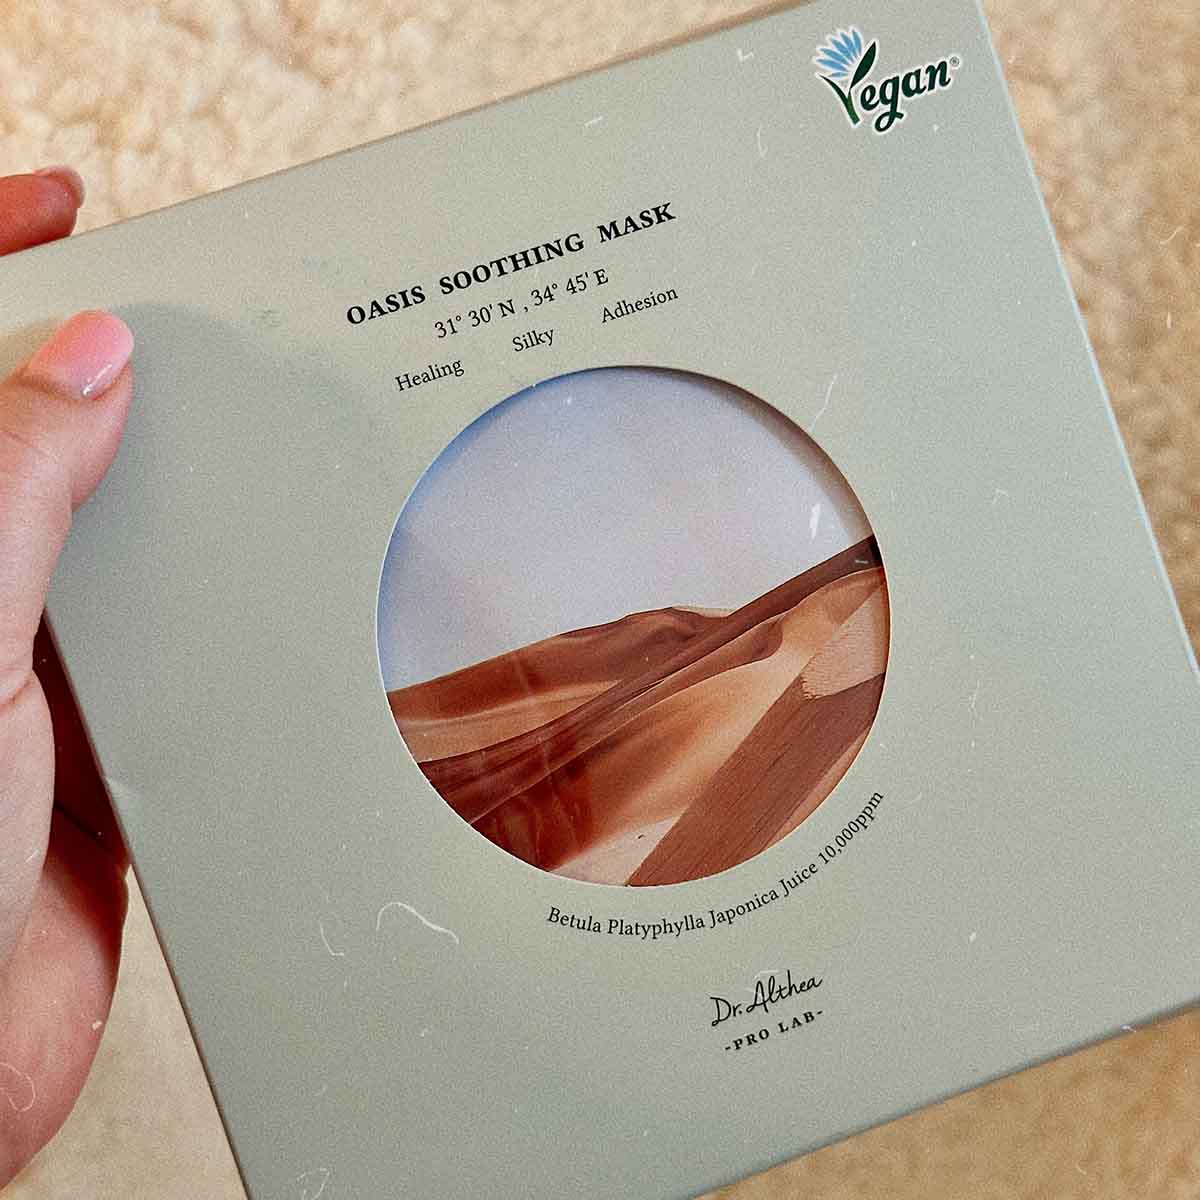 Vegan®
OASIS SOOTHING MASK
31° 30' N , 34° 45' E
Healing Silky Adhesion
Betula Platyphylla Japonica Juice 10,000ppm
Dr. Althea
-PRO LAB-